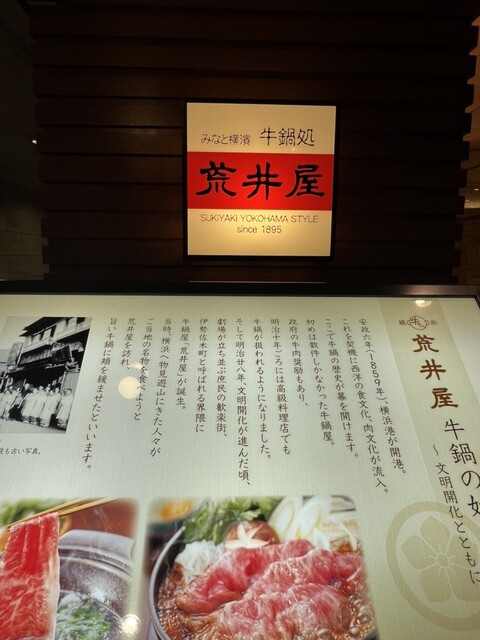 みなと横濱 牛鍋処
荒井屋
SUKIYAKI YOKOHAMA STYLE
since 1895
荒井屋 牛鍋の
～文明開化とともに
安政六年(1859年)、横浜港が開港。
これを契機に西洋の食文化、肉文化が流入。
ここで牛鍋の歴史が幕を開けます。
初めは数件しかなかった牛鍋屋。
政府の牛肉奨励もあり、
明治十年ごろには高級料理店でも
牛鍋が扱われるようになりました。
そして明治廿八年、文明開化が進んだ頃、
劇場が立ち並ぶ庶民の歓楽街、
伊勢佐木町と呼ばれる界隈に
牛鍋屋「荒井屋」が誕生。
当時、横浜へ物見遊山にきた人々が
ご当地の名物を食べようと
荒井屋を訪れ、
旨い牛鍋に頬を緩ませたといいます。
も古い写真。